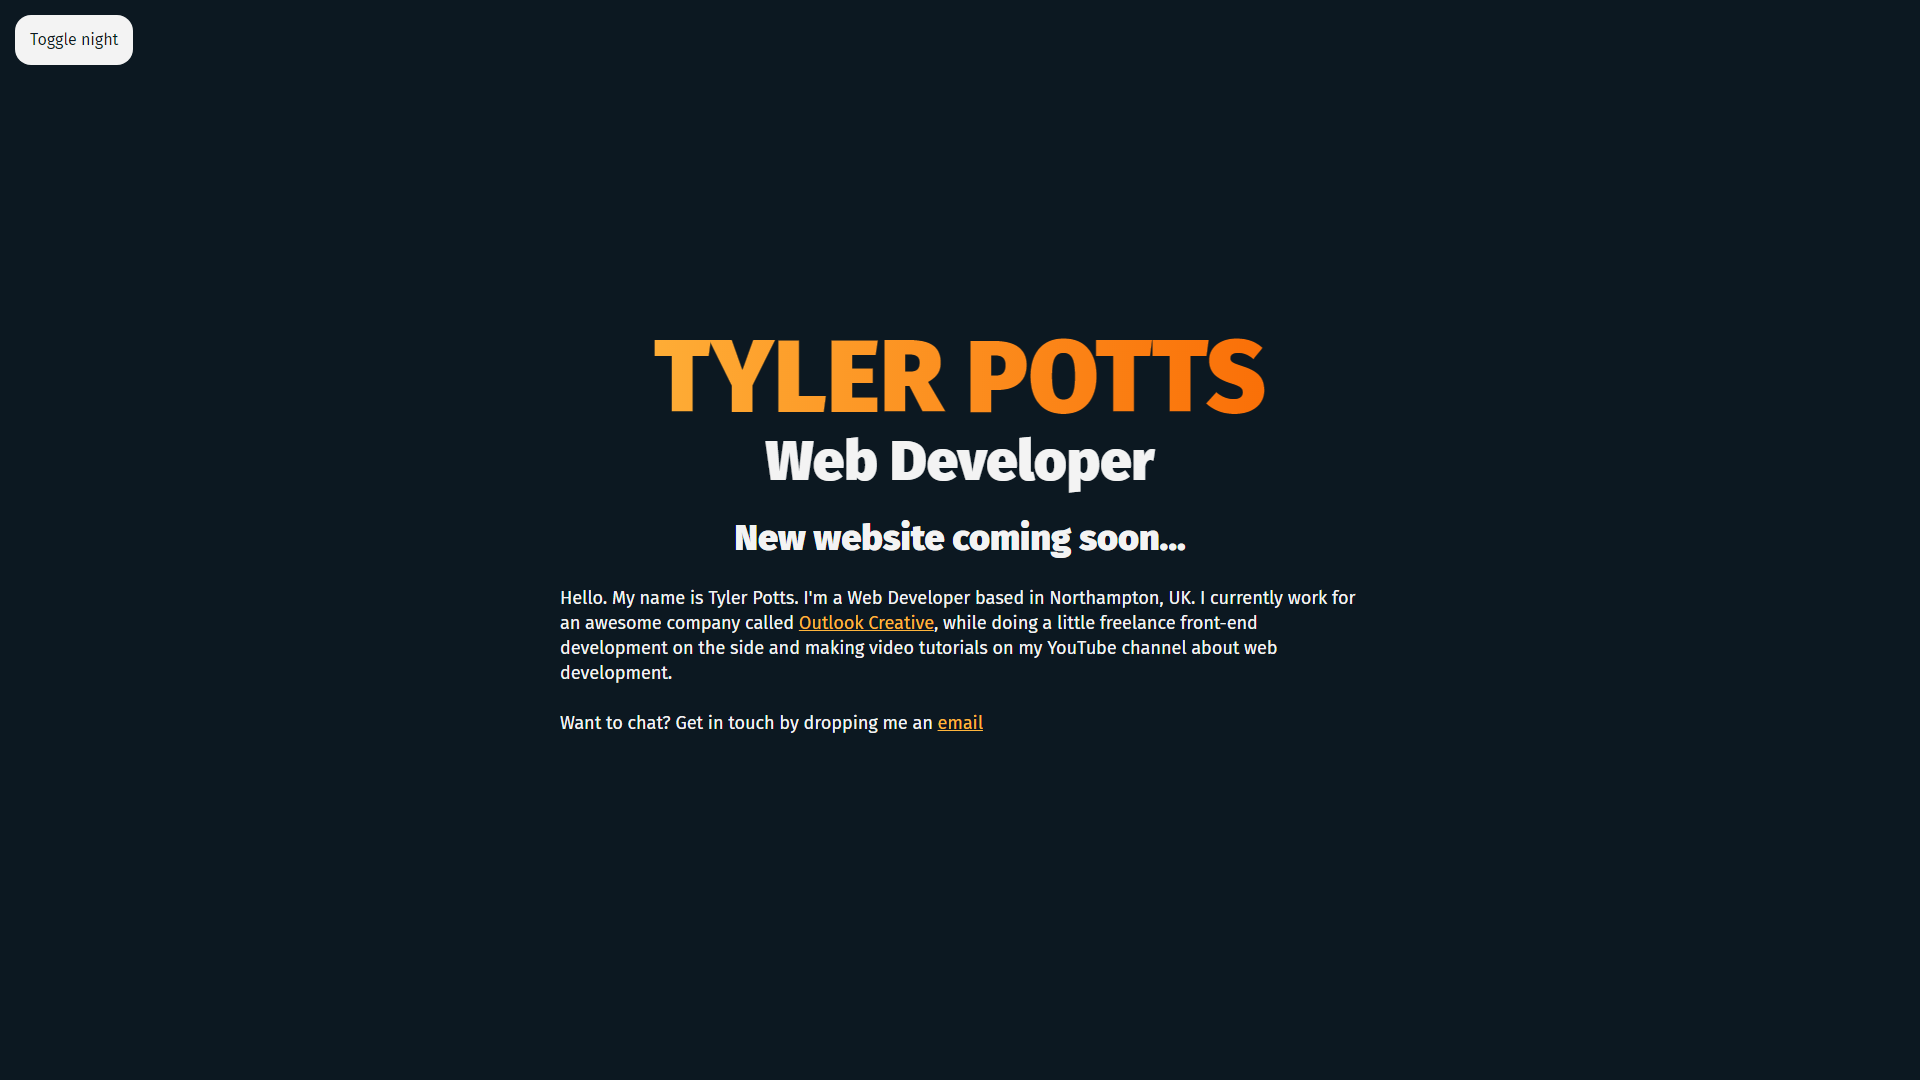 Toggle night
TYLER POTTS
Web Developer
New website coming soon...
Hello. My name is Tyler Potts. I'm a Web Developer based in Northampton, UK. I currently work for
an awesome company called Outlook Creative, while doing a little freelance front-end
development on the side and making video tutorials on my YouTube channel about web
development.
Want to chat? Get in touch by dropping me an email